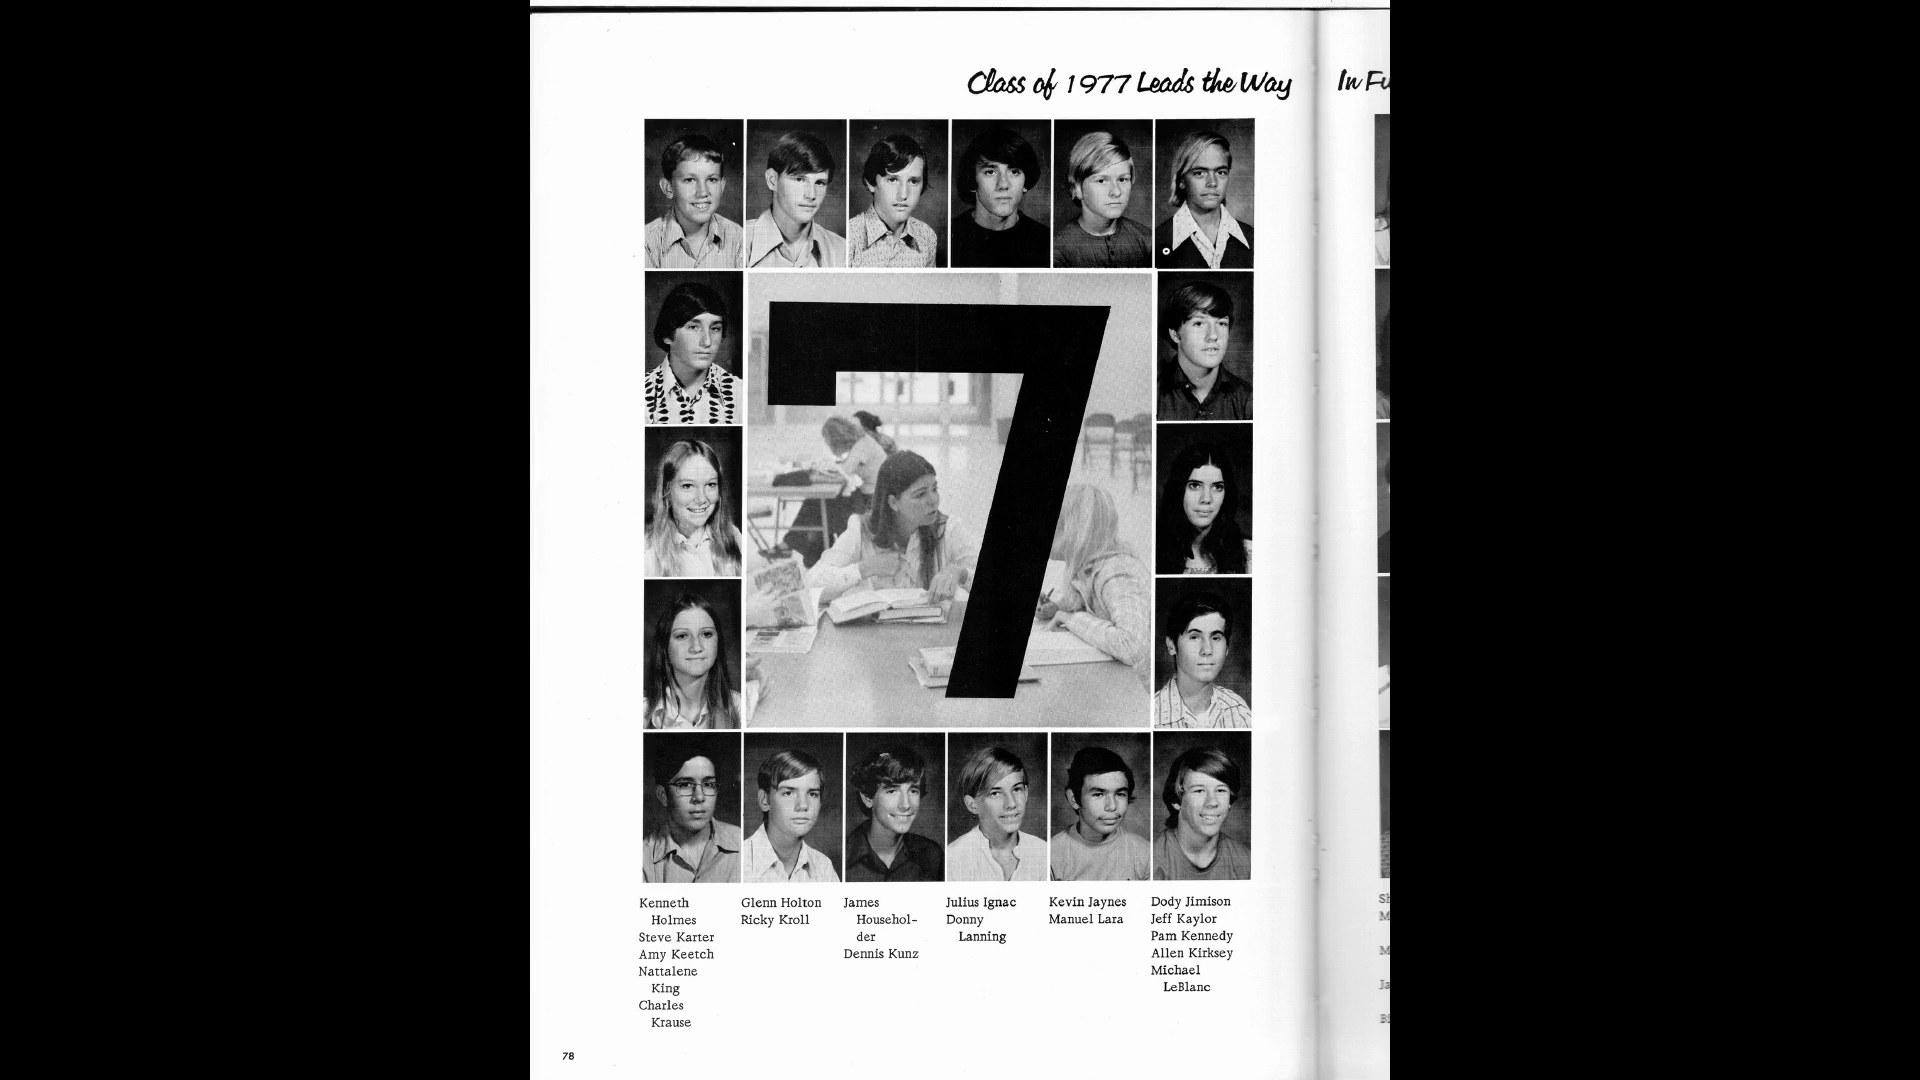 Class of 1977 Leads the Way
In Fu
7
Kenneth
Holmes
Steve Karter
Amy Keetch
Nattalene
King
Charles
Krause
Glenn Holton
Ricky Kroll
James
Househol-
der
Dennis Kunz
Julius Ignac
Donny
Lanning
Kevin Jaynes
Manuel Lara
Dody Jimison
Jeff Kaylor
Pam Kennedy
Allen Kirksey
Michael
LeBlanc
78